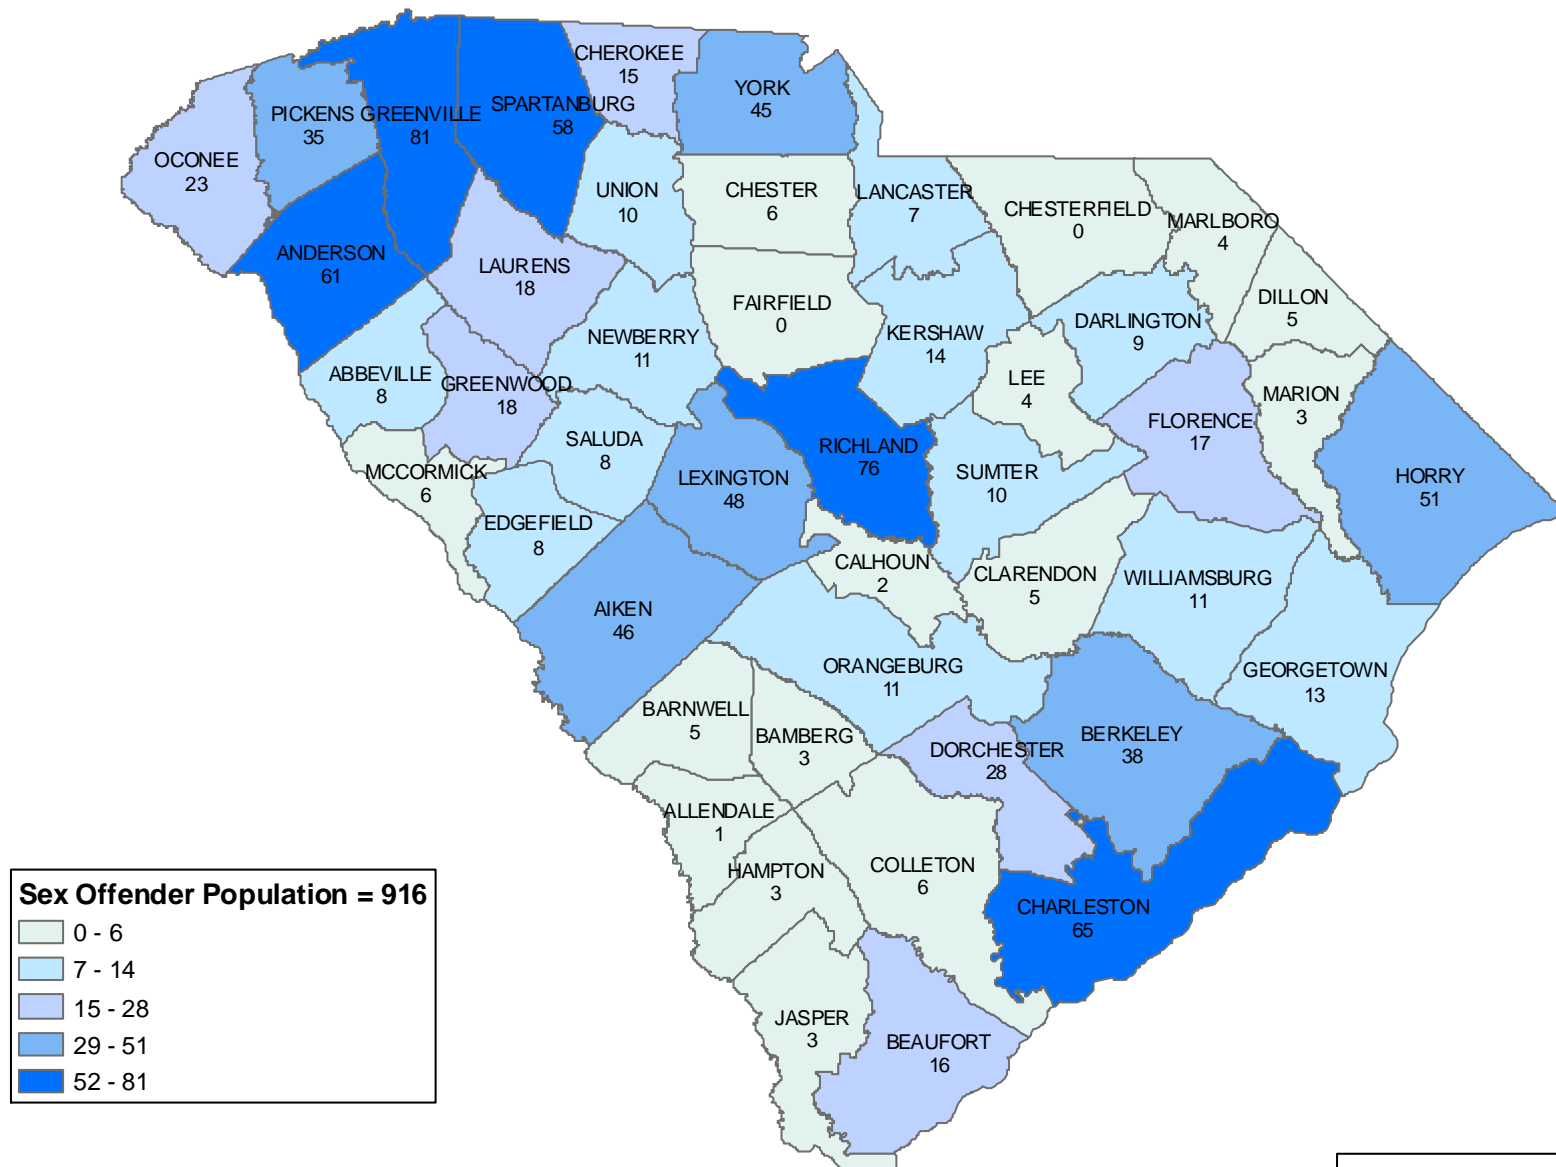 CHEROKEE
15
YORK
45
SPARTANBURG
58
PICKENS
35
GREENVILLE
81
OCONEE
23
UNION
10
CHESTER
6
LANCASTER
7
CHESTERFIELD
0
MARLBORO
4
ANDERSON
61
LAURENS
18
FAIRFIELD
0
DILLON
5
NEWBERRY
11
KERSHAW
14
DARLINGTON
9
ABBEVILLE
8
GREENWOOD
18
LEE
4
MARION
3
FLORENCE
17
SALUDA
8
RICHLAND
76
MCCORMICK
6
LEXINGTON
48
SUMTER
10
HORRY
51
EDGEFIELD
8
CALHOUN
2
CLARENDON
5
WILLIAMSBURG
11
AIKEN
46
ORANGEBURG
11
GEORGETOWN
13
BARNWELL
5
BAMBERG
3
DORCHESTER
28
BERKELEY
38
ALLENDALE
1
HAMPTON
3
COLLETON
6
CHARLESTON
65
JASPER
3
BEAUFORT
16
Sex Offender Population = 916
0 - 6
7 - 14
15 - 28
29 - 51
52 - 81